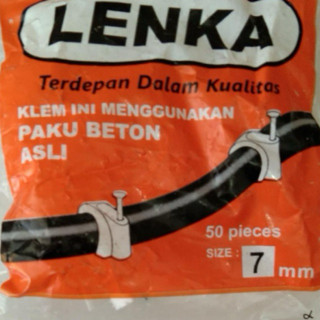 LENKA
Terdepan Dalam Kualitas
KLEM INI MENGGUNAKAN
PAKU BETON
ASLI
50 pieces
SIZE : 7 mm